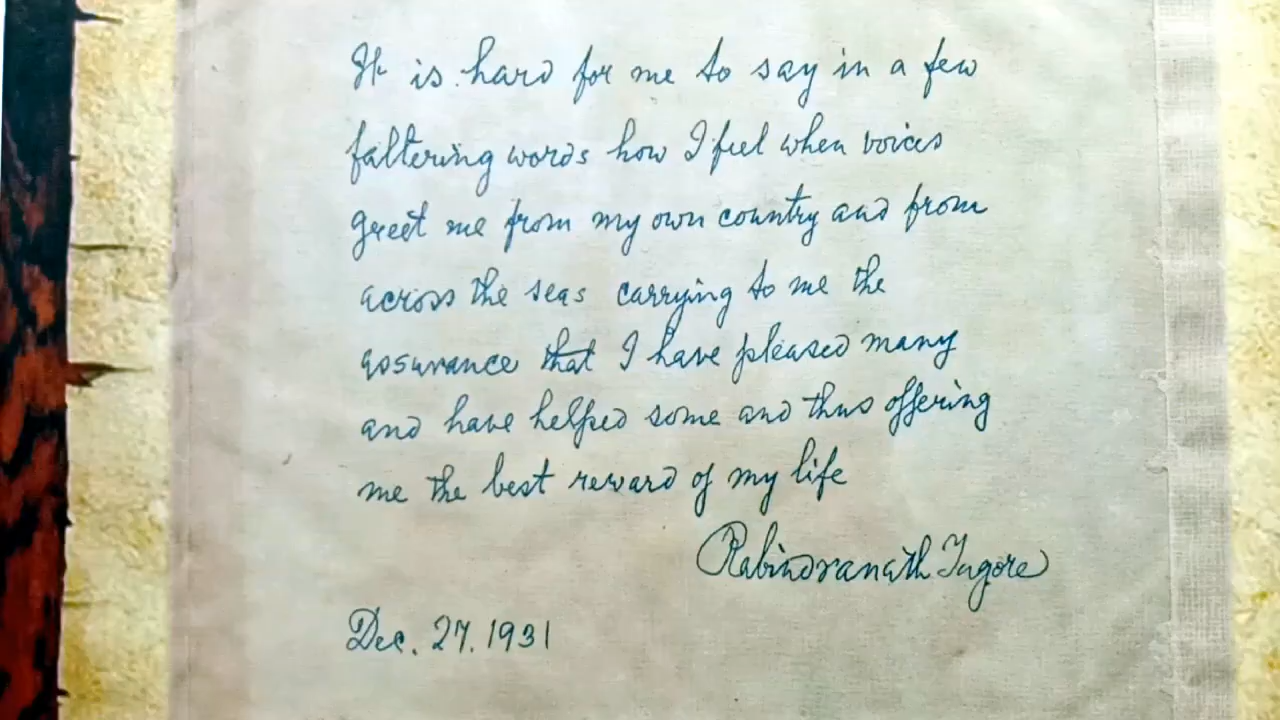 It is hard for me to say in a few
faltering words how I feel when voices
greet me from my own country and from
across the seas carrying to me the
assurance that I have pleased many
and have helped some and thus offering
me the best reward of my life
Rabindranath Tagore
Dec. 27. 1931